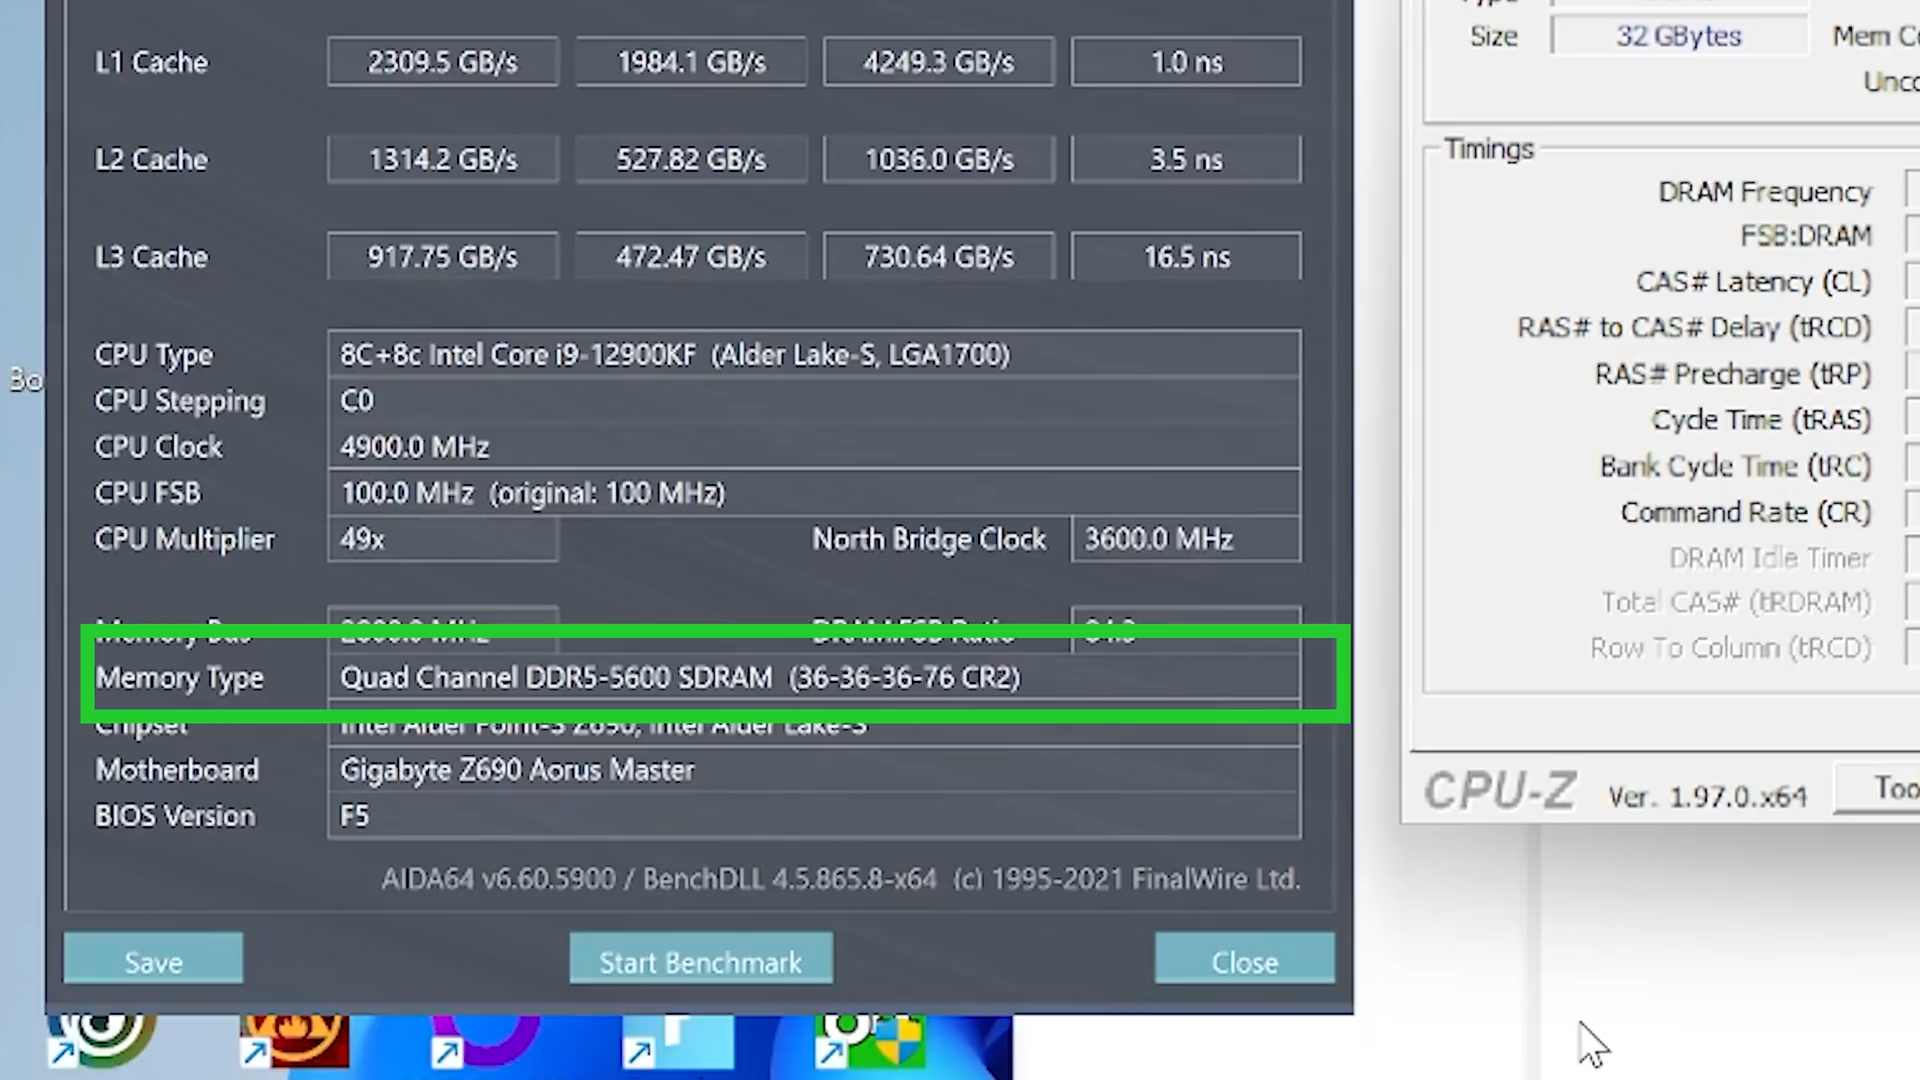 Size 32 GBytes Mem
L1 Cache 2309.5 GB/s 1984.1 GB/s 4249.3 GB/s 1.0 ns
Timings
L2 Cache 1314.2 GB/s 527.82 GB/s 1036.0 GB/s 3.5 ns
DRAM Frequency
FSB:DRAM
L3 Cache 917.75 GB/s 472.47 GB/s 730.64 GB/s 16.5 ns
CAS# Latency (CL)
RAS# to CAS# Delay (tRCD)
CPU Type 8C+8c Intel Core i9-12900KF (Alder Lake-S, LGA1700)
RAS# Precharge (tRP)
CPU Stepping C0
Cycle Time (tRAS)
CPU Clock 4900.0 MHz
Bank Cycle Time (tRC)
CPU FSB 100.0 MHz (original: 100 MHz)
Command Rate (CR)
CPU Multiplier 49x North Bridge Clock 3600.0 MHz
DRAM Idle Timer
Total CAS# (tRDRAM)
Row To Column (tRCD)
Memory Type Quad Channel DDR5-5600 SDRAM (36-36-36-76 CR2)
Chipset Intel Alder Point-S Z690, Intel Alder Lake-S
Motherboard Gigabyte Z690 Aorus Master
CPU-Z Ver. 1.97.0.x64
BIOS Version F5
AIDA64 v6.60.5900 / BenchDLL 4.5.865.8-x64 (c) 1995-2021 FinalWire Ltd.
Save Start Benchmark Close